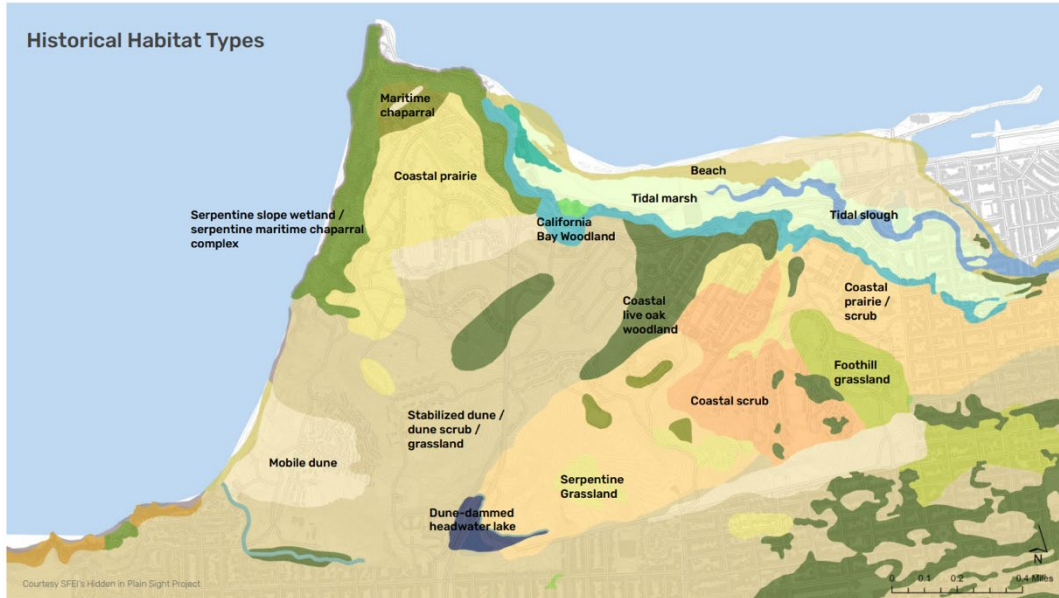 Historical Habitat Types
Maritime
chaparral
Coastal prairie
Beach
Tidal marsh
Serpentine slope wetland /
serpentine maritime chaparral
complex
California
Bay Woodland
Tidal slough
Coastal
live oak
woodland
Coastal
prairie /
scrub
Foothill
grassland
Coastal scrub
Stabilized dune /
dune scrub /
grassland
Mobile dune
Serpentine
Grassland
Dune-dammed
headwater lake
N
Courtesy SFEI's Hidden in Plain Sight Project
0 0.1 0.2 0.4 Miles